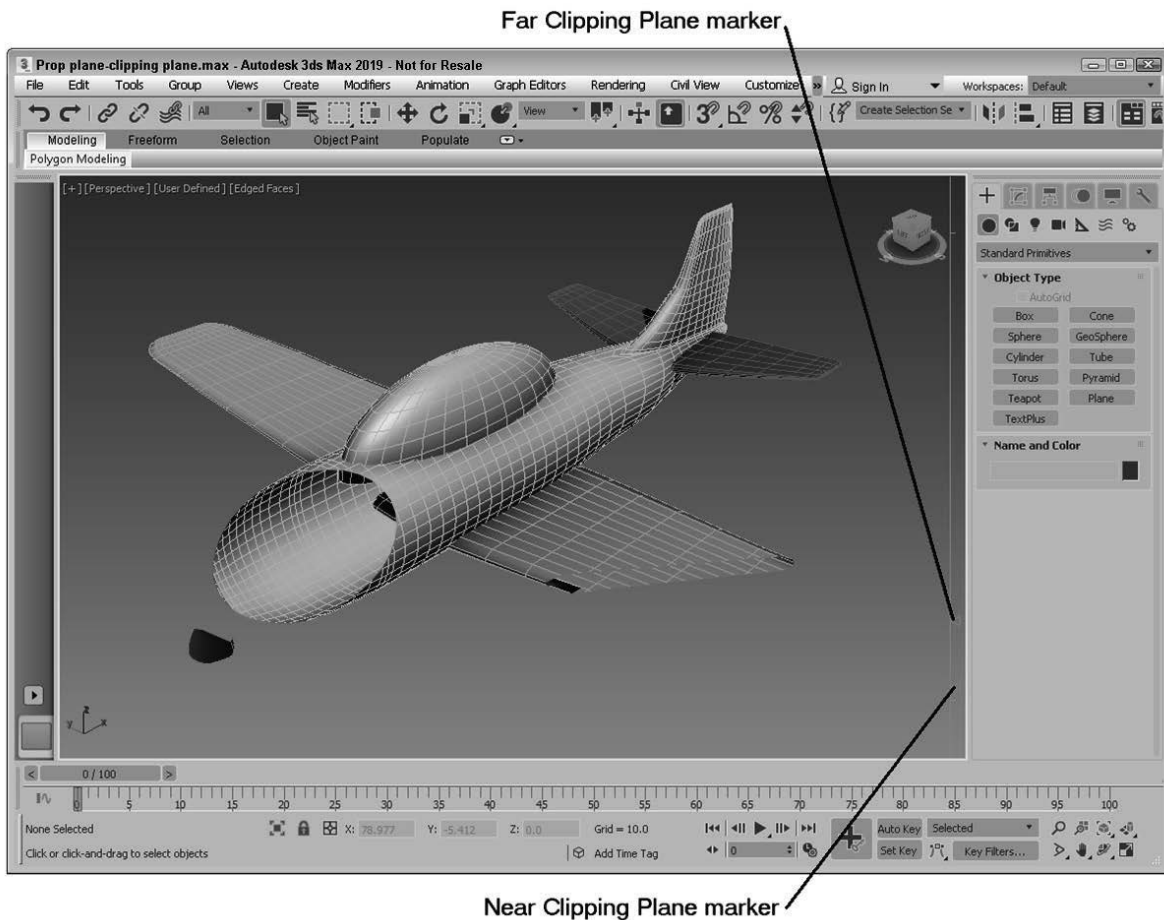 Far Clipping Plane marker
Prop plane-clipping plane.max - Autodesk 3ds Max 2019 - Not for Resale
File Edit Tools Group Views Create Modifiers Animation Graph Editors Rendering Civil View Customize » Sign In Workspaces: Default
All View Create Selection Se
Modeling Freeform Selection Object Paint Populate
Polygon Modeling
[+] [Perspective] [User Defined] [Edged Faces]
Standard Primitives
Object Type
AutoGrid
Box Cone
Sphere GeoSphere
Cylinder Tube
Torus Pyramid
Teapot Plane
TextPlus
Name and Color
z
y x
< 0 / 100 >
0 5 10 15 20 25 30 35 40 45 50 55 60 65 70 75 80 85 90 95 100
None Selected X: 78.977 Y: -5.412 Z: 0.0 Grid = 10.0 Auto Key Selected
Click or click-and-drag to select objects Add Time Tag 0 Set Key Key Filters...
Near Clipping Plane marker